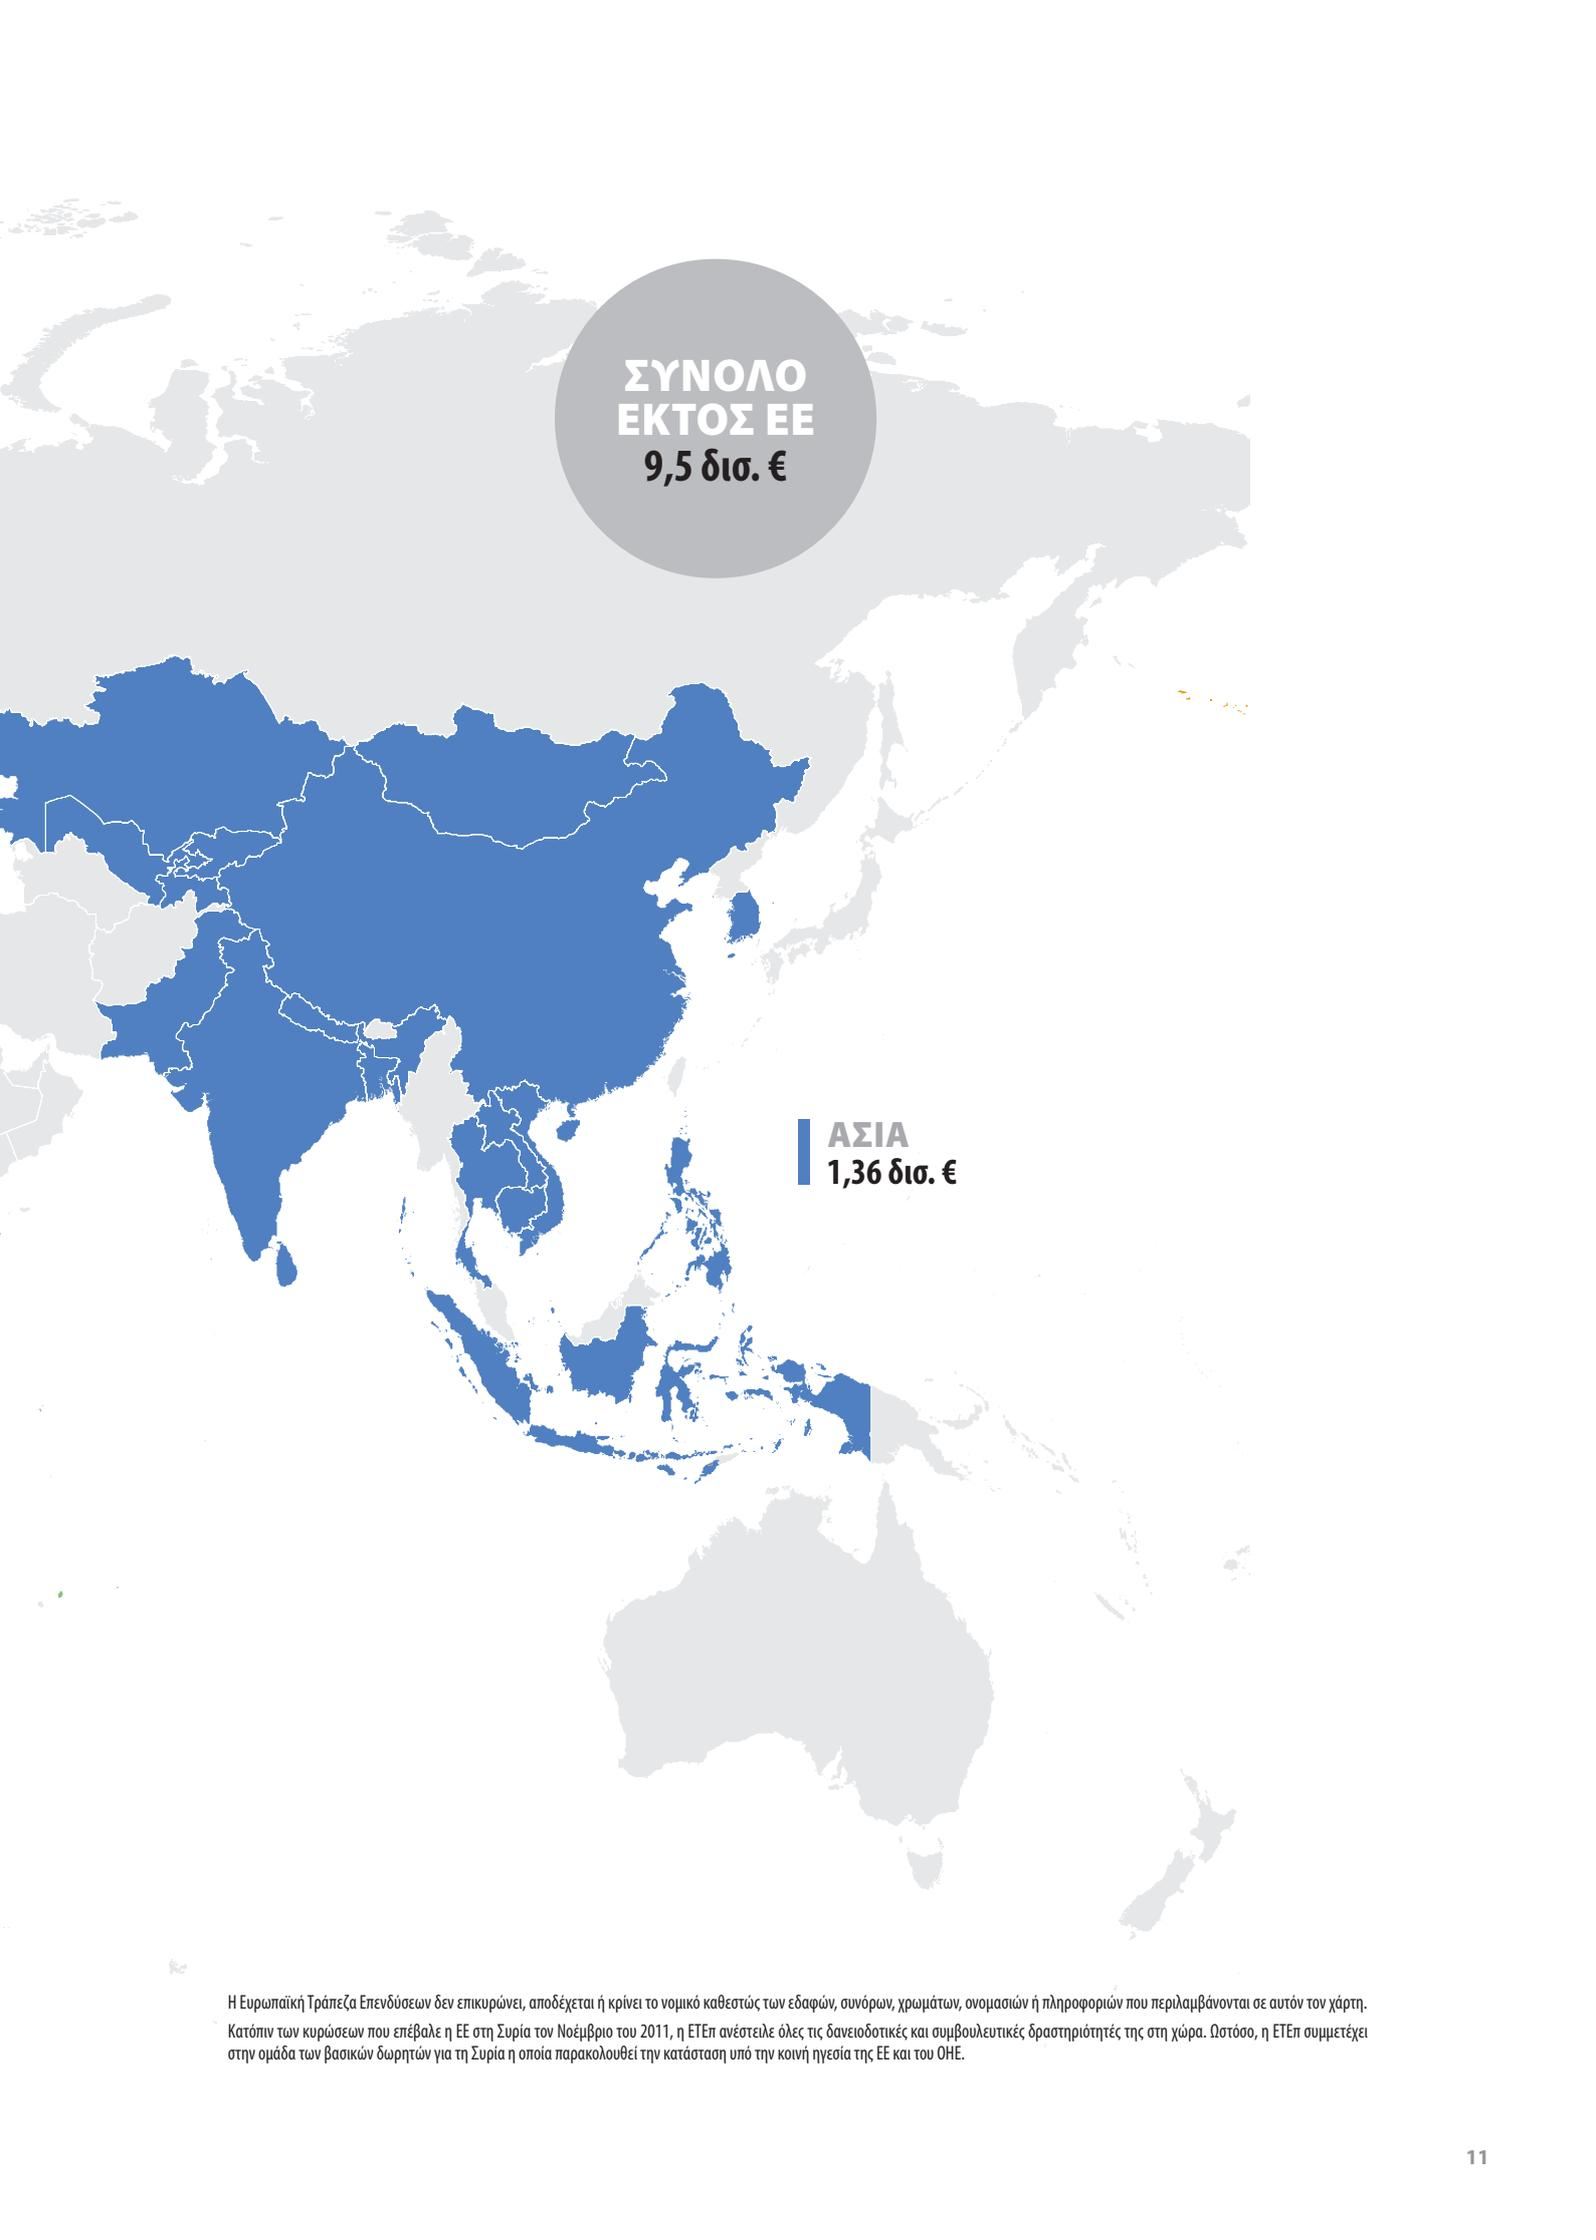 ΣΥΝΟΛΟ
ΕΚΤΟΣ ΕΕ
9,5 δισ. €
ΑΣΙΑ
1,36 δισ. €
Η Ευρωπαϊκή Τράπεζα Επενδύσεων δεν επικυρώνει, αποδέχεται ή κρίνει το νομικό καθεστώς των εδαφών, συνόρων, χρωμάτων, ονομασιών ή πληροφοριών που περιλαμβάνονται σε αυτόν τον χάρτη.
Κατόπιν των κυρώσεων που επέβαλε η ΕΕ στη Συρία τον Νοέμβριο του 2011, η ΕΤΕπ ανέστειλε όλες τις δανειοδοτικές και συμβουλευτικές δραστηριότητές της στη χώρα. Ωστόσο, η ΕΤΕπ συμμετέχει
στην ομάδα των βασικών δωρητών για τη Συρία η οποία παρακολουθεί την κατάσταση υπό την κοινή ηγεσία της ΕΕ και του ΟΗΕ.
11